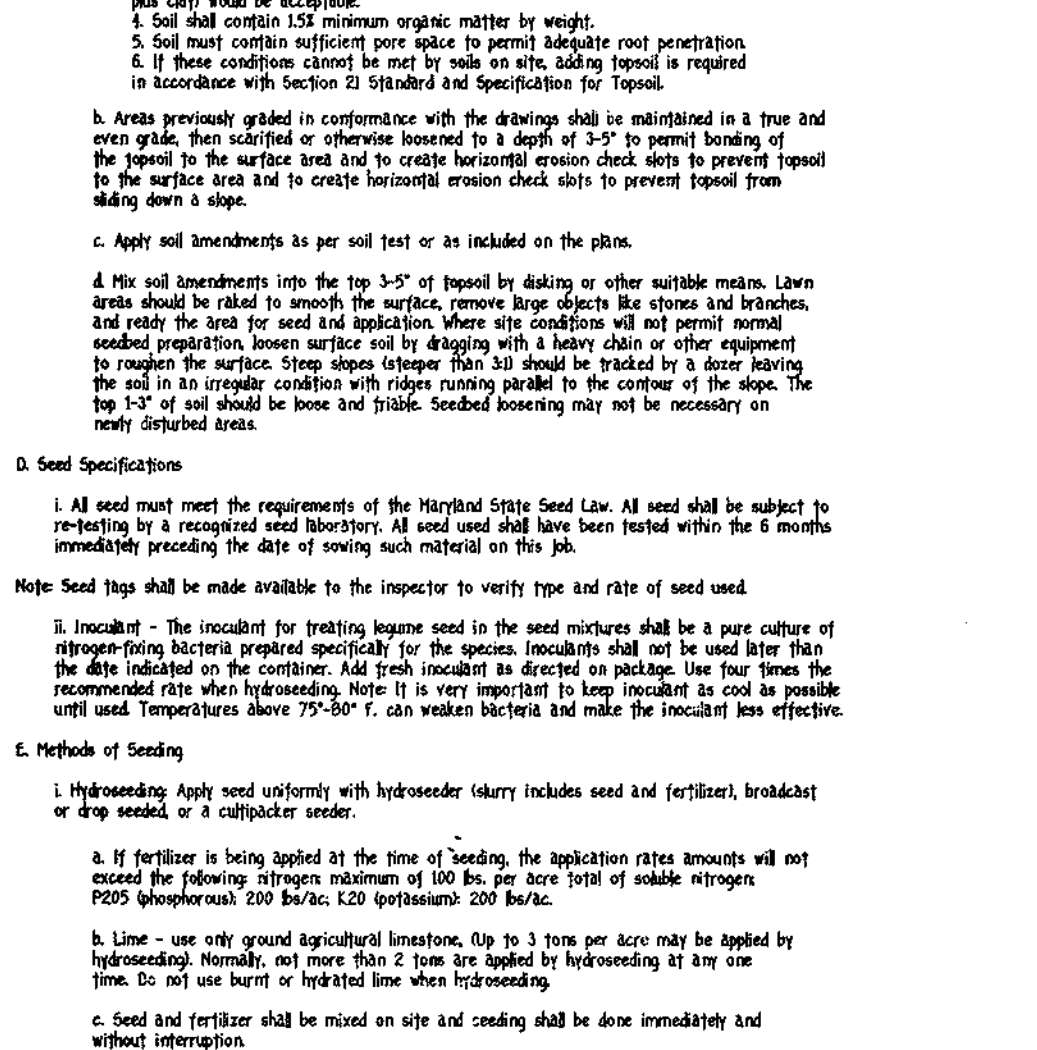 plus clay) would be acceptable.
4. Soil shall contain 1.5% minimum organic matter by weight.
5. Soil must contain sufficient pore space to permit adequate root penetration.
6. If these conditions cannot be met by soils on site, adding topsoil is required
in accordance with Section 21 Standard and Specification for Topsoil.
b. Areas previously graded in conformance with the drawings shall be maintained in a true and
even grade, then scarified or otherwise loosened to a depth of 3-5" to permit bonding of
the topsoil to the surface area and to create horizontal erosion check slots to prevent topsoil
to the surface area and to create horizontal erosion check slots to prevent topsoil from
sliding down a slope.
c. Apply soil amendments as per soil test or as included on the plans.
d. Mix soil amendments into the top 3-5" of topsoil by disking or other suitable means. Lawn
areas should be raked to smooth the surface, remove large objects like stones and branches,
and ready the area for seed and application. Where site conditions will not permit normal
seedbed preparation, loosen surface soil by dragging with a heavy chain or other equipment
to roughen the surface. Steep slopes (steeper than 3:1) should be tracked by a dozer leaving
the soil in an irregular condition with ridges running parallel to the contour of the slope. The
top 1-3" of soil should be loose and friable. Seedbed loosening may not be necessary on
newly disturbed areas.
D. Seed Specifications
i. All seed must meet the requirements of the Maryland State Seed Law. All seed shall be subject to
re-testing by a recognized seed laboratory. All seed used shall have been tested within the 6 months
immediately preceding the date of sowing such material on this job.
Note: Seed tags shall be made available to the inspector to verify type and rate of seed used.
ii. Inoculant - The inoculant for treating legume seed in the seed mixtures shall be a pure culture of
nitrogen-fixing bacteria prepared specifically for the species. Inoculants shall not be used later than
the date indicated on the container. Add fresh inoculant as directed on package. Use four times the
recommended rate when hydroseeding. Note: It is very important to keep inoculant as cool as possible
until used. Temperatures above 75°-80° F. can weaken bacteria and make the inoculant less effective.
E. Methods of Seeding
i. Hydroseeding: Apply seed uniformly with hydroseeder (slurry includes seed and fertilizer), broadcast
or drop seeded, or a cultipacker seeder.
a. If fertilizer is being applied at the time of seeding, the application rates amounts will not
exceed the following: nitrogen: maximum of 100 lbs. per acre total of soluble nitrogen;
P205 (phosphorous): 200 lbs/ac; K20 (potassium): 200 lbs/ac.
b. Lime - use only ground agricultural limestone, (Up to 3 tons per acre may be applied by
hydroseeding). Normally, not more than 2 tons are applied by hydroseeding at any one
time. Do not use burnt or hydrated lime when hydroseeding.
c. Seed and fertilizer shall be mixed on site and seeding shall be done immediately and
without interruption.